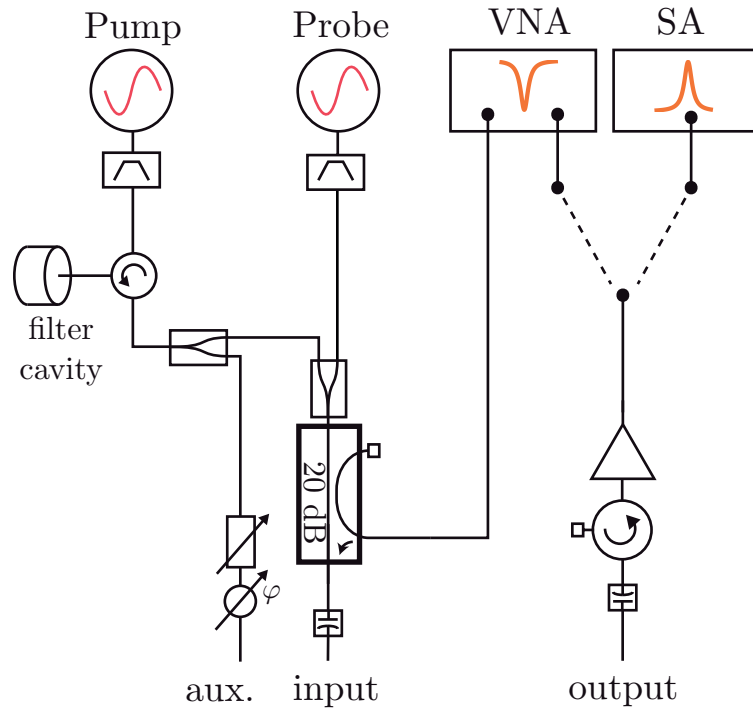 Pump
Probe
VNA
SA
filter
cavity
20 dB
φ
aux.
input
output